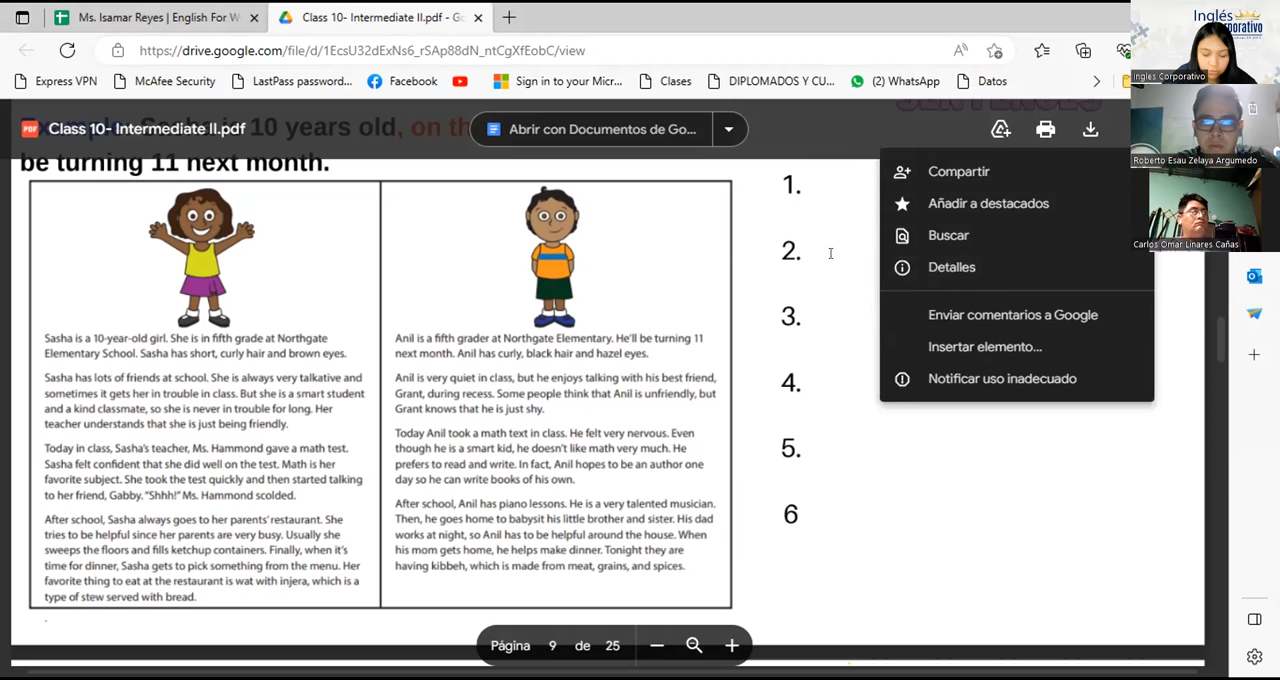 Ms. Isamar Reyes | English For W
Class 10- Intermediate II.pdf - Go
https://drive.google.com/file/d/1EcsU32dExNs6_rSAp88dN_ntCgXfEobC/view
Express VPN
McAfee Security
LastPass password...
Facebook
Sign in to your Micr...
Clases
DIPLOMADOS Y CU...
(2) WhatsApp
Datos
Inglés
Corporativo
Ingles Corporativo
Roberto Esau Zelaya Argumedo
Carlos Omar Linares Cañas
SENTENCES
PDF
Class 10- Intermediate II.pdf
10 years old, on th
Abrir con Documentos de Go...
be turning 11 next month.
Compartir
Añadir a destacados
Buscar
Detalles
Enviar comentarios a Google
Insertar elemento...
Notificar uso inadecuado
Sasha is a 10-year-old girl. She is in fifth grade at Northgate
Elementary School. Sasha has short, curly hair and brown eyes.
Sasha has lots of friends at school. She is always very talkative and
sometimes it gets her in trouble in class. But she is a smart student
and a kind classmate, so she is never in trouble for long. Her
teacher understands that she is just being friendly.
Today in class, Sasha's teacher, Ms. Hammond gave a math test.
Sasha felt confident that she did well on the test. Math is her
favorite subject. She took the test quickly and then started talking
to her friend, Gabby. "Shhh!" Ms. Hammond scolded.
After school, Sasha always goes to her parents' restaurant. She
tries to be helpful since her parents are very busy. Usually she
sweeps the floors and fills ketchup containers. Finally, when it's
time for dinner, Sasha gets to pick something from the menu. Her
favorite thing to eat at the restaurant is wat with injera, which is a
type of stew served with bread.
Anil is a fifth grader at Northgate Elementary. He'll be turning 11
next month. Anil has curly, black hair and hazel eyes.
Anil is very quiet in class, but he enjoys talking with his best friend,
Grant, during recess. Some people think that Anil is unfriendly, but
Grant knows that he is just shy.
Today Anil took a math text in class. He felt very nervous. Even
though he is a smart kid, he doesn't like math very much. He
prefers to read and write. In fact, Anil hopes to be an author one
day so he can write books of his own.
After school, Anil has piano lessons. He is a very talented musician.
Then, he goes home to babysit his little brother and sister. His dad
works at night, so Anil has to be helpful around the house. When
his mom gets home, he helps make dinner. Tonight they are
having kibbeh, which is made from meat, grains, and spices.
1.
2.
3.
4.
5.
6
Página 9 de 25